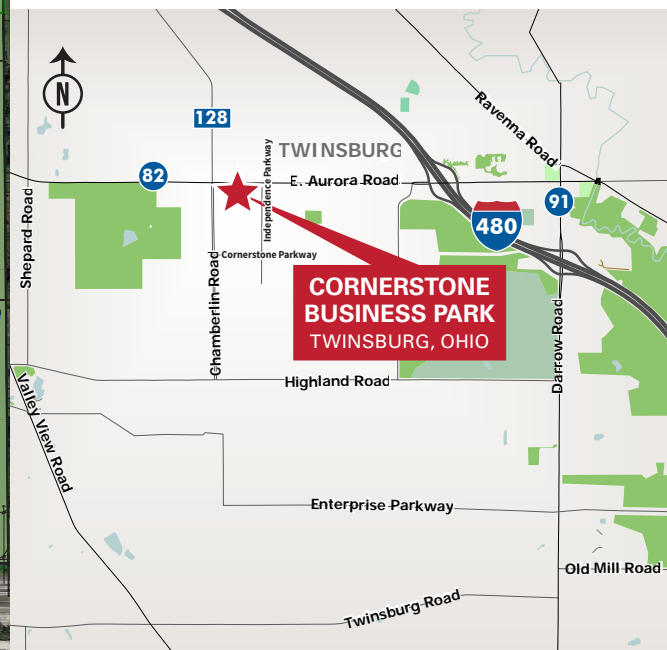 N
128
Ravenna Road
Independence Parkway
TWINSBURG
82
E. Aurora Road
91
Shepard Road
480
Cornerstone Parkway
Chamberlin Road
CORNERSTONE
BUSINESS PARK
TWINSBURG, OHIO
Darrow Road
Highland Road
Valley View Road
Enterprise Parkway
Old Mill Road
Twinsburg Road